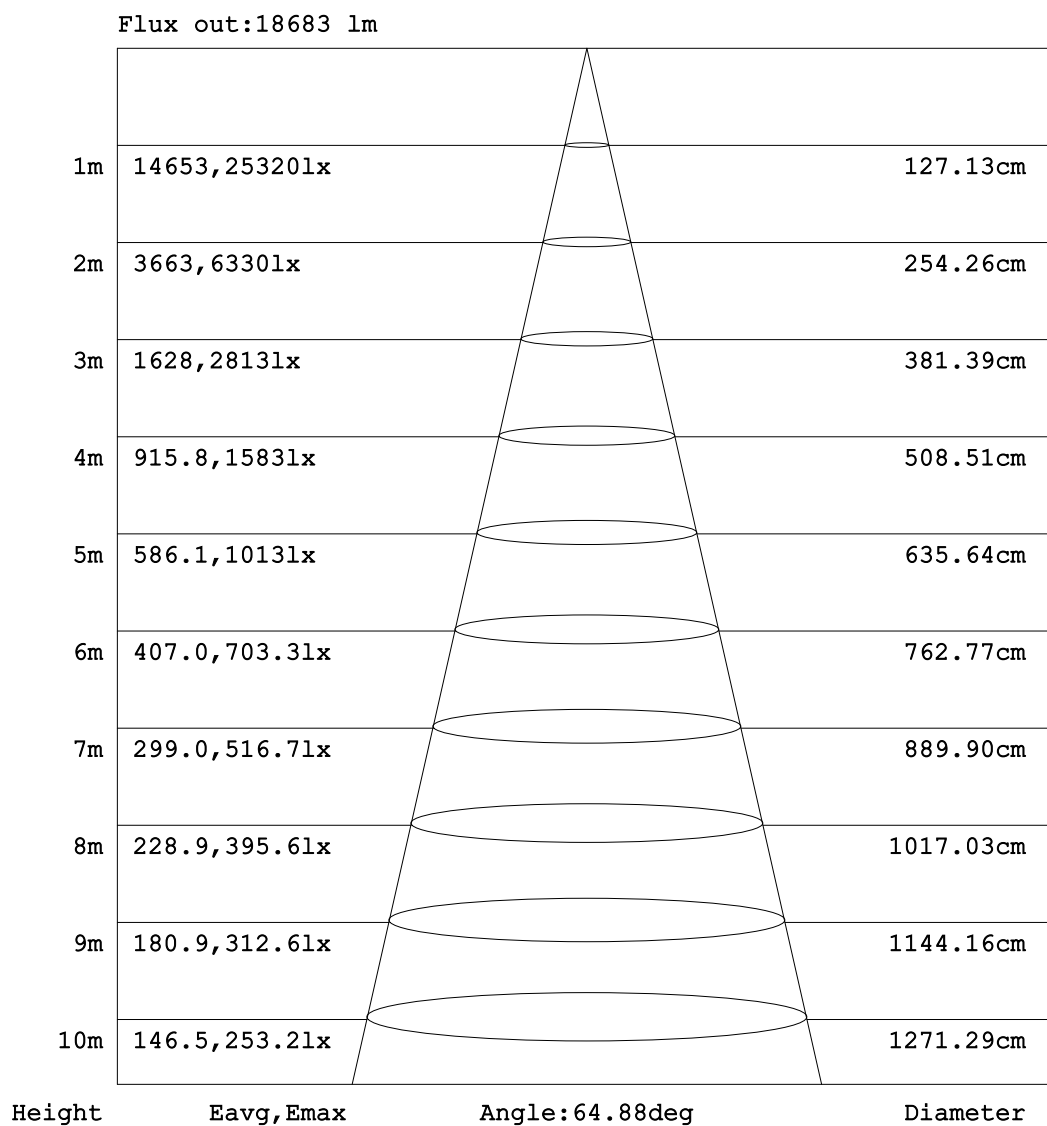 Flux out:18683 lm
1m 14653,25320lx 127.13cm
2m 3663,6330lx 254.26cm
3m 1628,2813lx 381.39cm
4m 915.8,1583lx 508.51cm
5m 586.1,1013lx 635.64cm
6m 407.0,703.3lx 762.77cm
7m 299.0,516.7lx 889.90cm
8m 228.9,395.6lx 1017.03cm
9m 180.9,312.6lx 1144.16cm
10m 146.5,253.2lx 1271.29cm
Height Eavg,Emax Angle:64.88deg Diameter